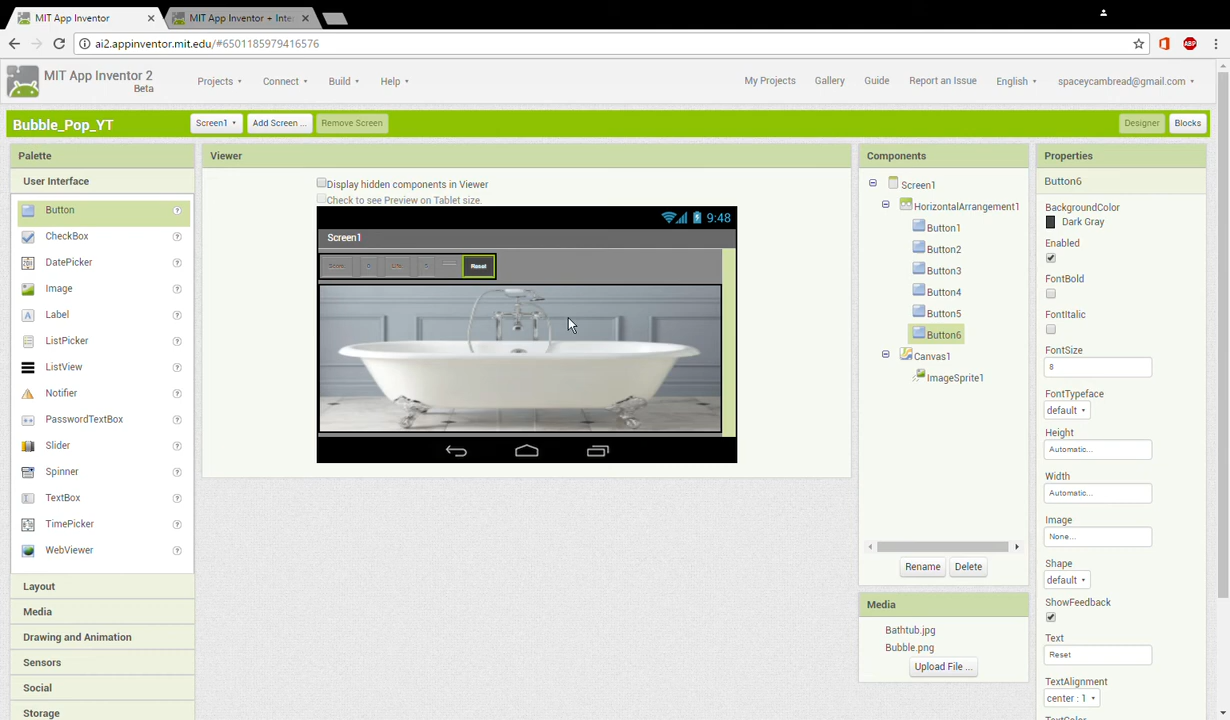 MIT App Inventor
MIT App Inventor + Inte
ai2.appinventor.mit.edu/#6501185979416576
ABP
MIT App Inventor 2
Beta
Projects
Connect
Build
Help
My Projects
Gallery
Guide
Report an Issue
English
spaceycambread@gmail.com
Bubble_Pop_YT
Screen1
Add Screen ...
Remove Screen
Designer
Blocks
Palette
User Interface
Button
CheckBox
DatePicker
Image
Label
ListPicker
ListView
Notifier
PasswordTextBox
Slider
Spinner
TextBox
TimePicker
WebViewer
Layout
Media
Drawing and Animation
Sensors
Social
Storage
Viewer
Display hidden components in Viewer
Check to see Preview on Tablet size.
9:48
Screen1
Score
0
Life
5
Reset
Components
Screen1
HorizontalArrangement1
Button1
Button2
Button3
Button4
Button5
Button6
Canvas1
ImageSprite1
Rename
Delete
Media
Bathtub.jpg
Bubble.png
Upload File ...
Properties
Button6
BackgroundColor
Dark Gray
Enabled
FontBold
FontItalic
FontSize
8
FontTypeface
default
Height
Automatic...
Width
Automatic...
Image
None...
Shape
default
ShowFeedback
Text
Reset
TextAlignment
center : 1